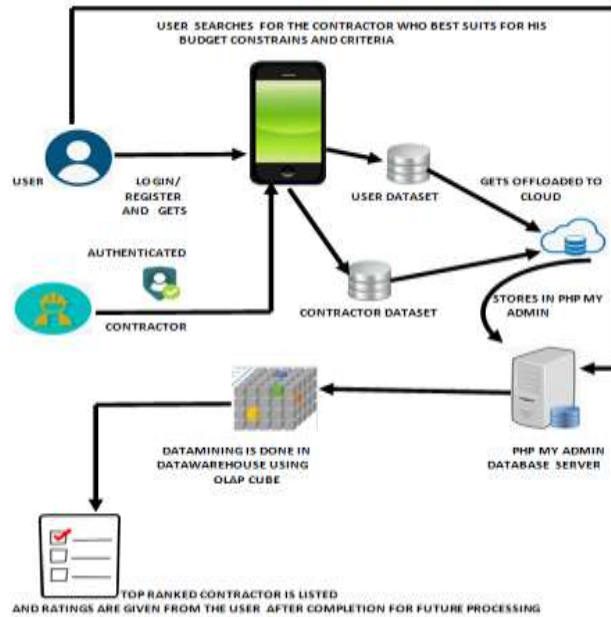 USER SEARCHES FOR THE CONTRACTOR WHO BEST SUITS FOR HIS
BUDGET CONSTRAINS AND CRITERIA
USER
LOGIN/
REGISTER
AND GETS
AUTHENTICATED
CONTRACTOR
USER DATASET
CONTRACTOR DATASET
GETS OFFLOADED TO
CLOUD
STORES IN PHP MY
ADMIN
PHP MY ADMIN
DATABASE SERVER
DATAMINING IS DONE IN
DATAWAREHOUSE USING
OLAP CUBE
TOP RANKED CONTRACTOR IS LISTED
AND RATINGS ARE GIVEN FROM THE USER AFTER COMPLETION FOR FUTURE PROCESSING